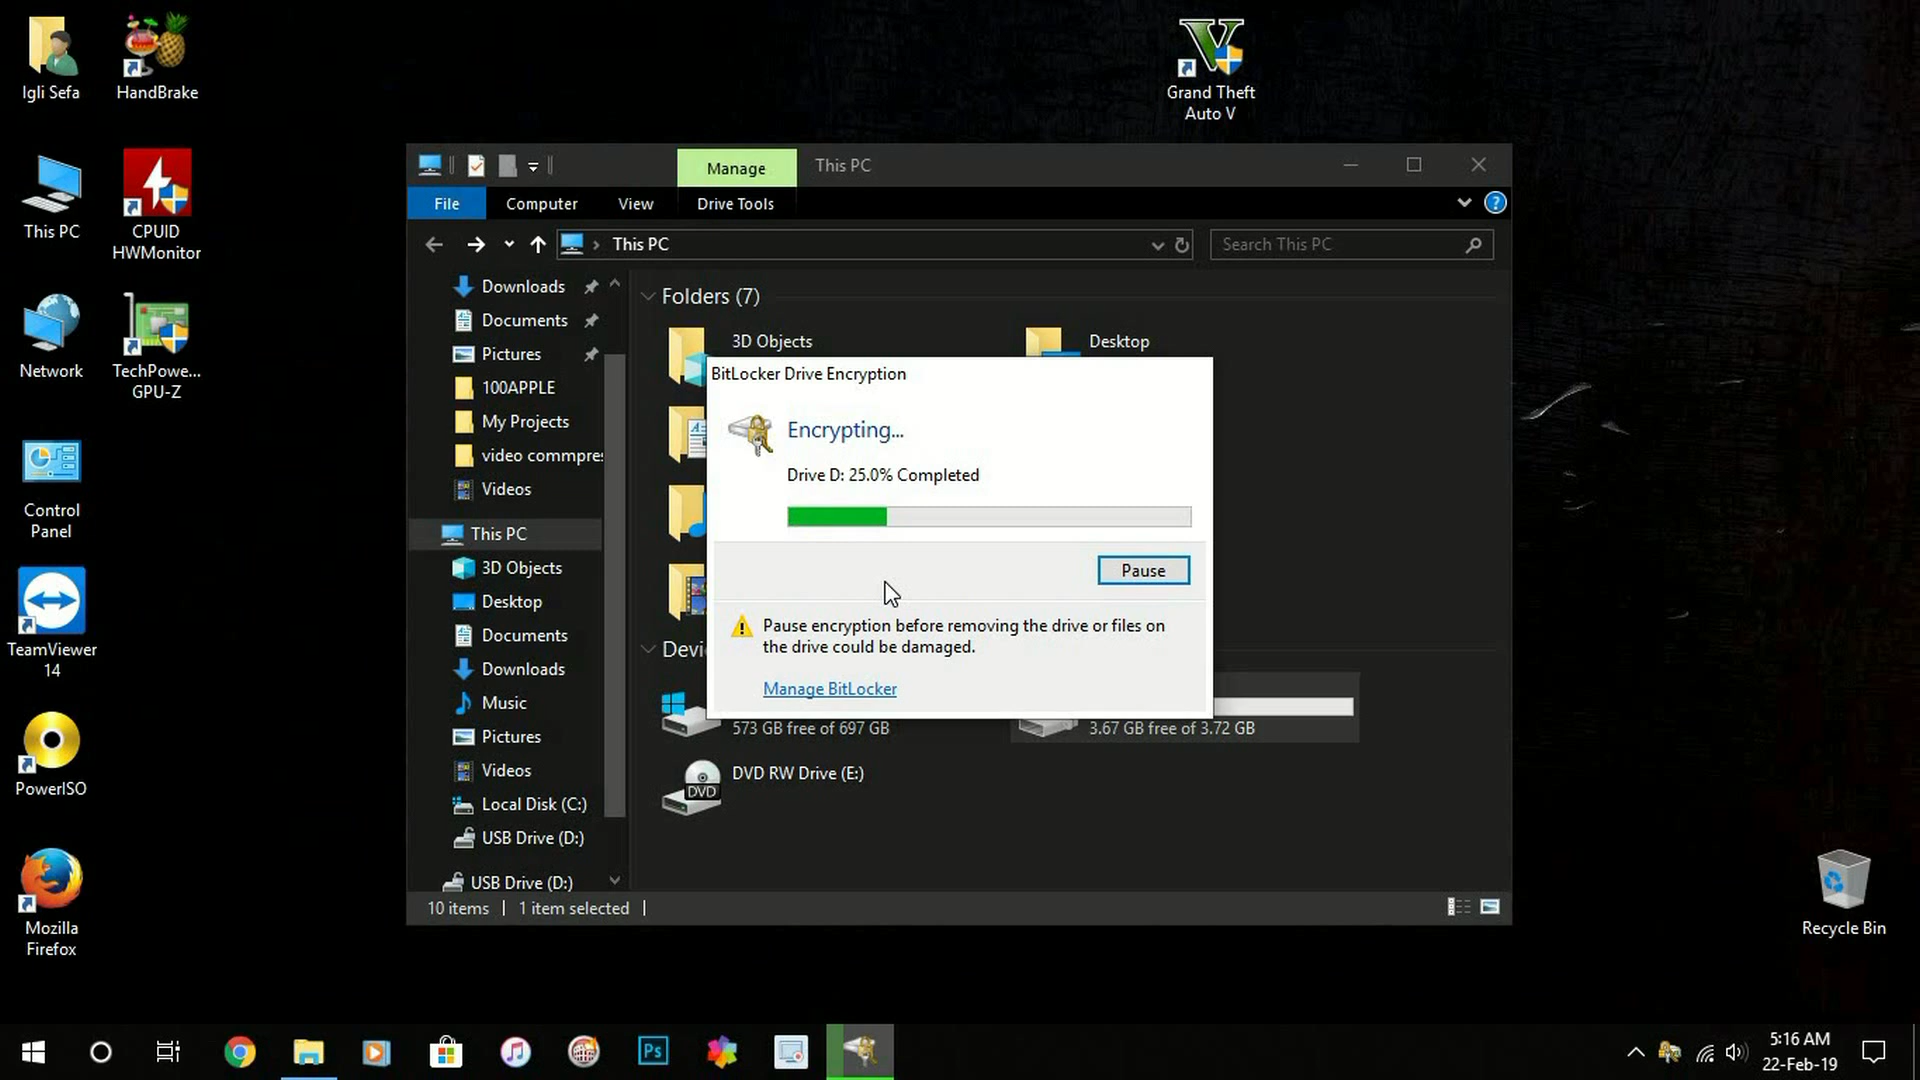 Igli Sefa
HandBrake
Grand Theft
Auto V
This PC
CPUID
HWMonitor
Network
TechPowe...
GPU-Z
Control
Panel
TeamViewer
14
PowerISO
Mozilla
Firefox
Recycle Bin
Manage
This PC
File
Computer
View
Drive Tools
This PC
Search This PC
Downloads
Documents
Pictures
100APPLE
My Projects
video commpres
Videos
This PC
3D Objects
Desktop
Documents
Downloads
Music
Pictures
Videos
Local Disk (C:)
USB Drive (D:)
USB Drive (D:)
Folders (7)
3D Objects
Desktop
BitLocker Drive Encryption
Encrypting...
Drive D: 25.0% Completed
Pause
Pause encryption before removing the drive or files on
the drive could be damaged.
Manage BitLocker
Devi
573 GB free of 697 GB
3.67 GB free of 3.72 GB
DVD
DVD RW Drive (E:)
10 items
1 item selected
Ps
5:16 AM
22-Feb-19